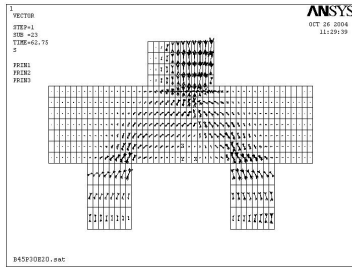 1
VECTOR
STEP=1
SUB =23
TIME=62.75
S
PRIN1
PRIN2
PRIN3
ANSYS
OCT 26 2004
11:29:39
B45P30E20.sat